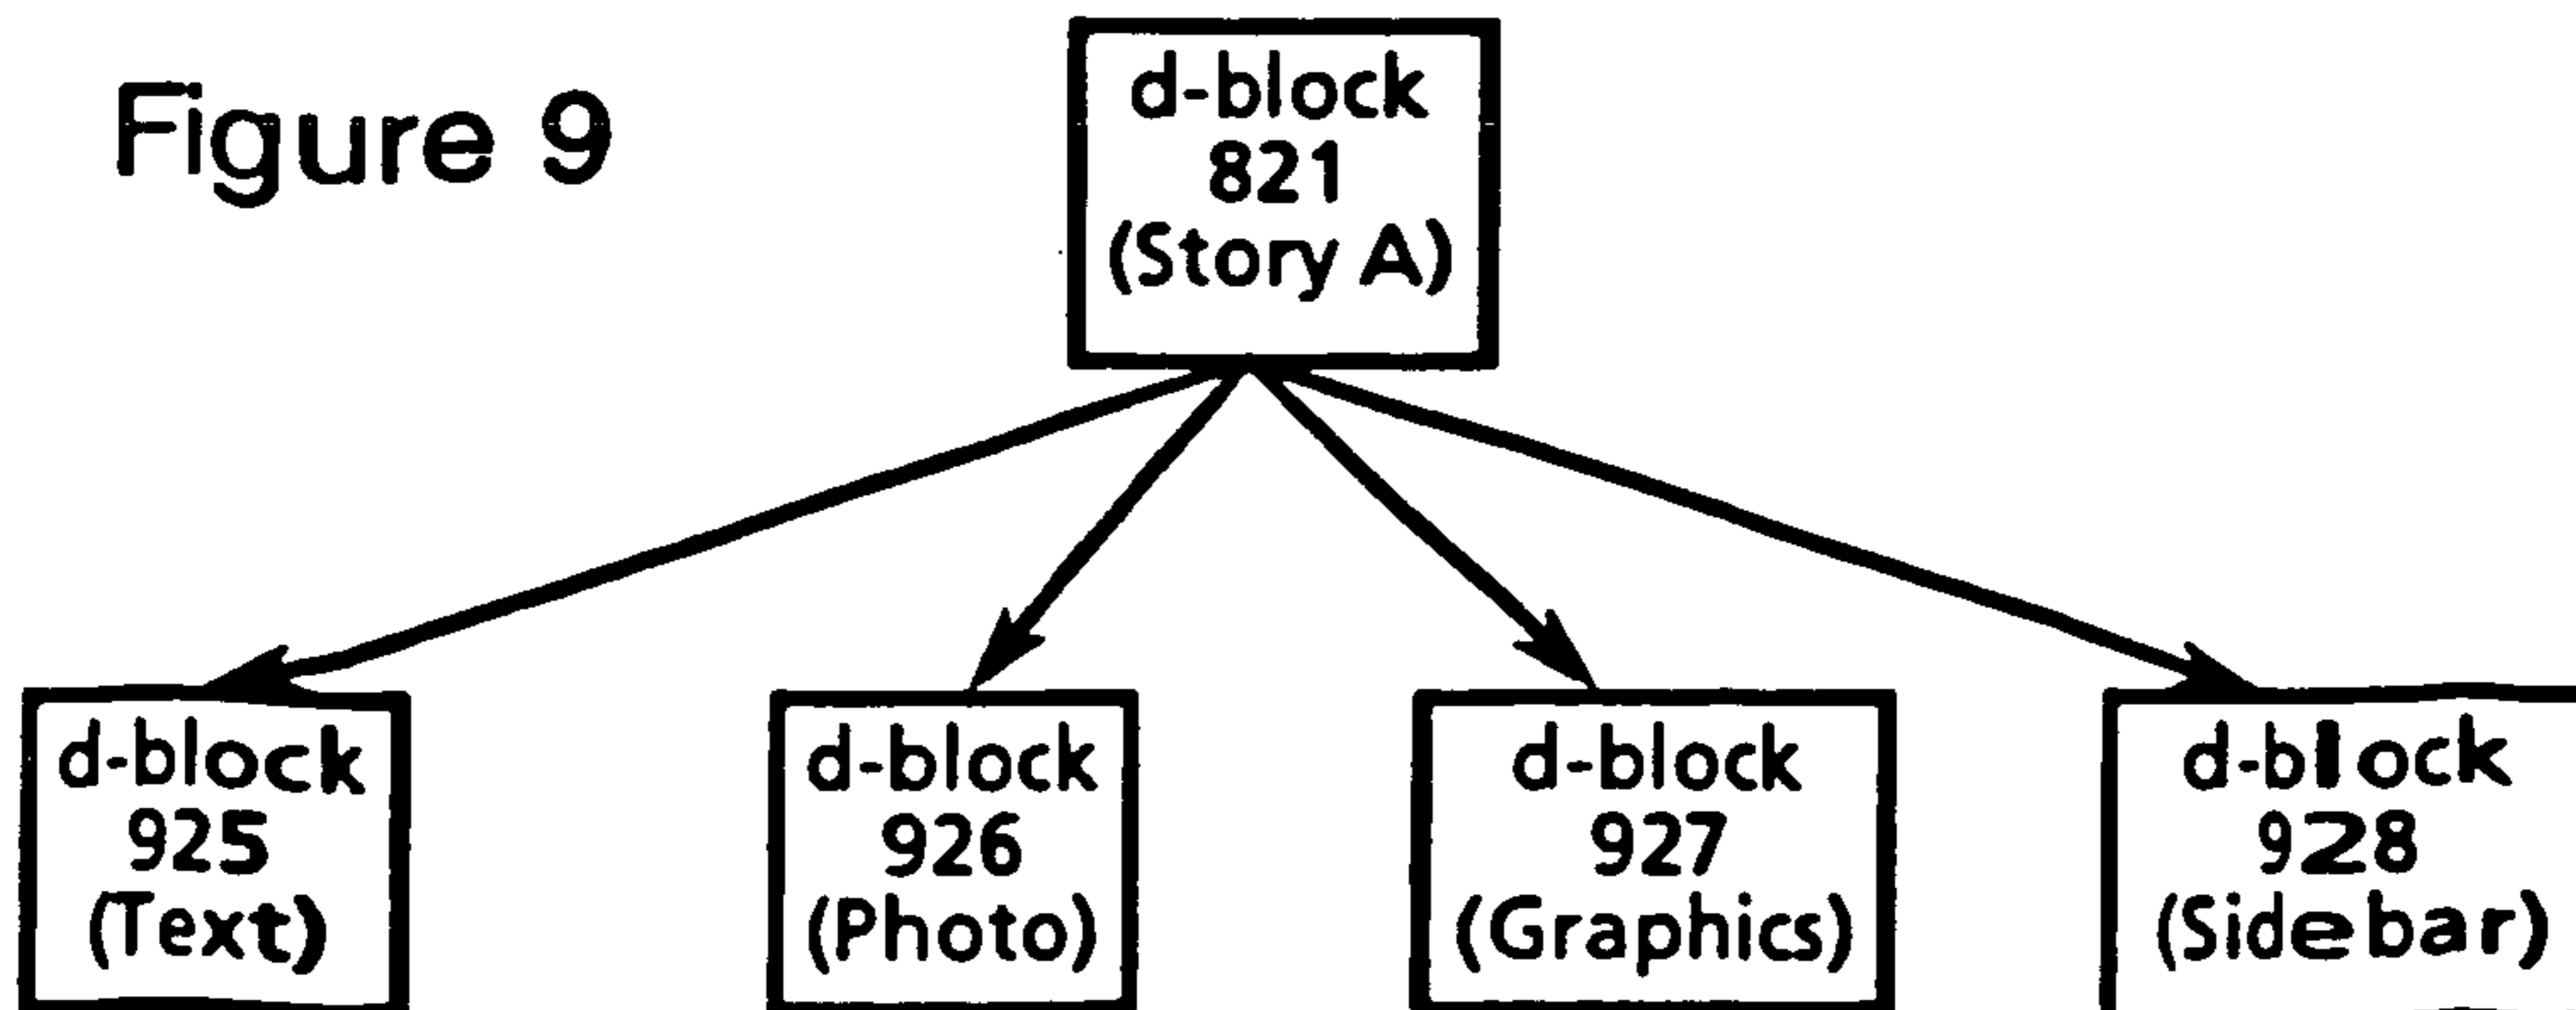 Figure 9
d-block
821
(Story A)
d-block
925
(Text)
d-block
926
(Photo)
d-block
927
(Graphics)
d-block
928
(Sidebar)